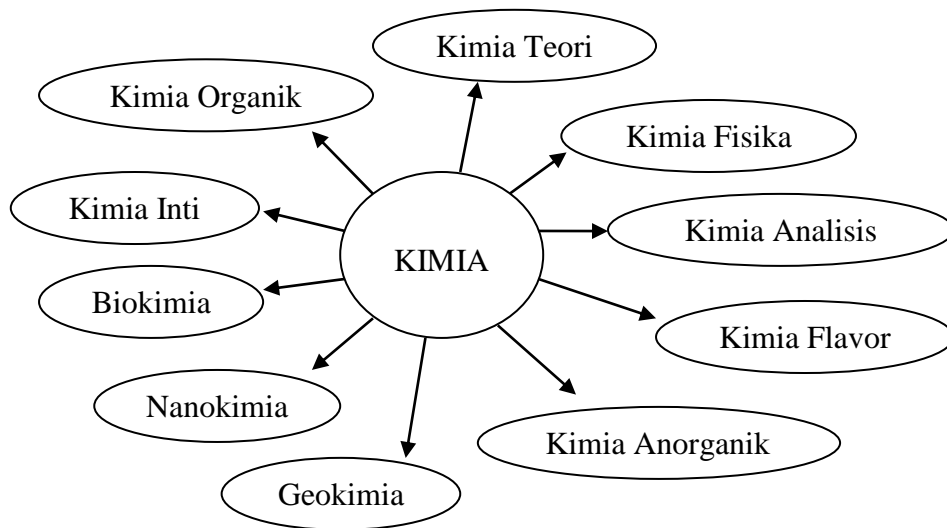 Kimia Teori
Kimia Organik
Kimia Fisika
Kimia Inti
Kimia Analisis
KIMIA
Biokimia
Kimia Flavor
Nanokimia
Kimia Anorganik
Geokimia